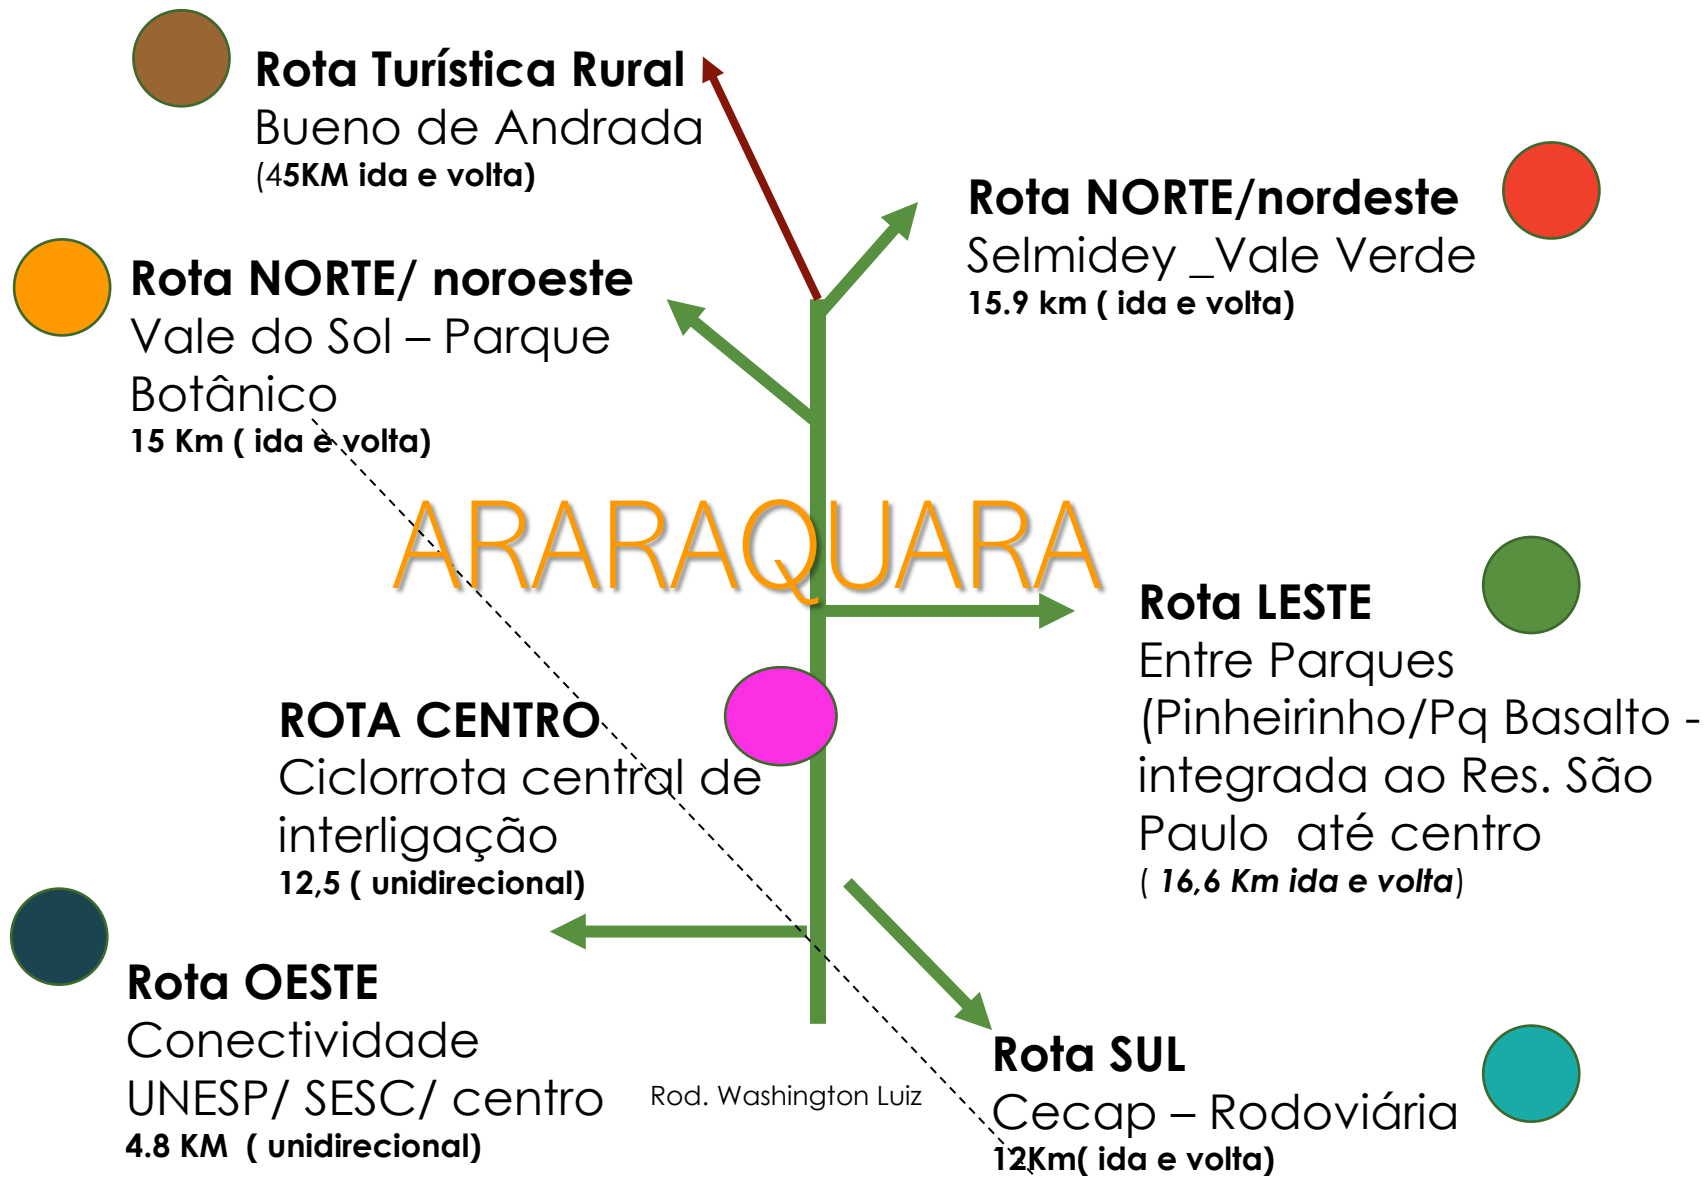 Rota Turística Rural
Bueno de Andrada
(45KM ida e volta)
Rota NORTE/nordeste
Selmidey _Vale Verde
15.9 km ( ida e volta)
Rota NORTE/ noroeste
Vale do Sol – Parque
Botânico
15 Km ( ida e volta)
ARARAQUARA
Rota LESTE
Entre Parques
(Pinheirinho/Pq Basalto -
integrada ao Res. São
Paulo até centro
( 16,6 Km ida e volta)
ROTA CENTRO
Ciclorrota central de
interligação
12,5 ( unidirecional)
Rota OESTE
Conectividade
UNESP/ SESC/ centro
4.8 KM ( unidirecional)
Rod. Washington Luiz
Rota SUL
Cecap – Rodoviária
12Km( ida e volta)